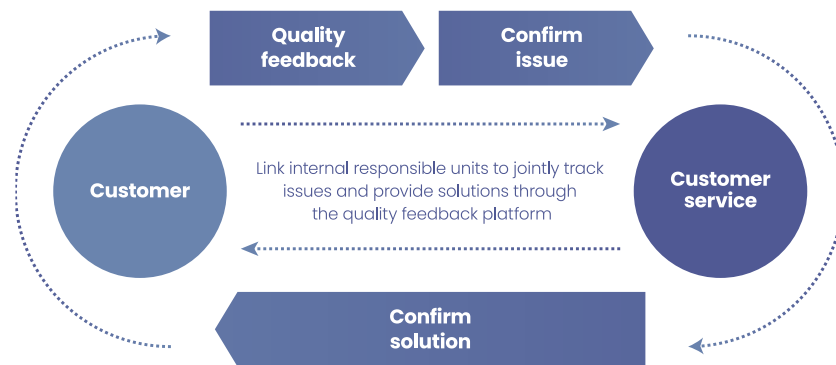 Quality
feedback
Confirm
issue
Customer
Link internal responsible units to jointly track
issues and provide solutions through
the quality feedback platform
Customer
service
Confirm
solution